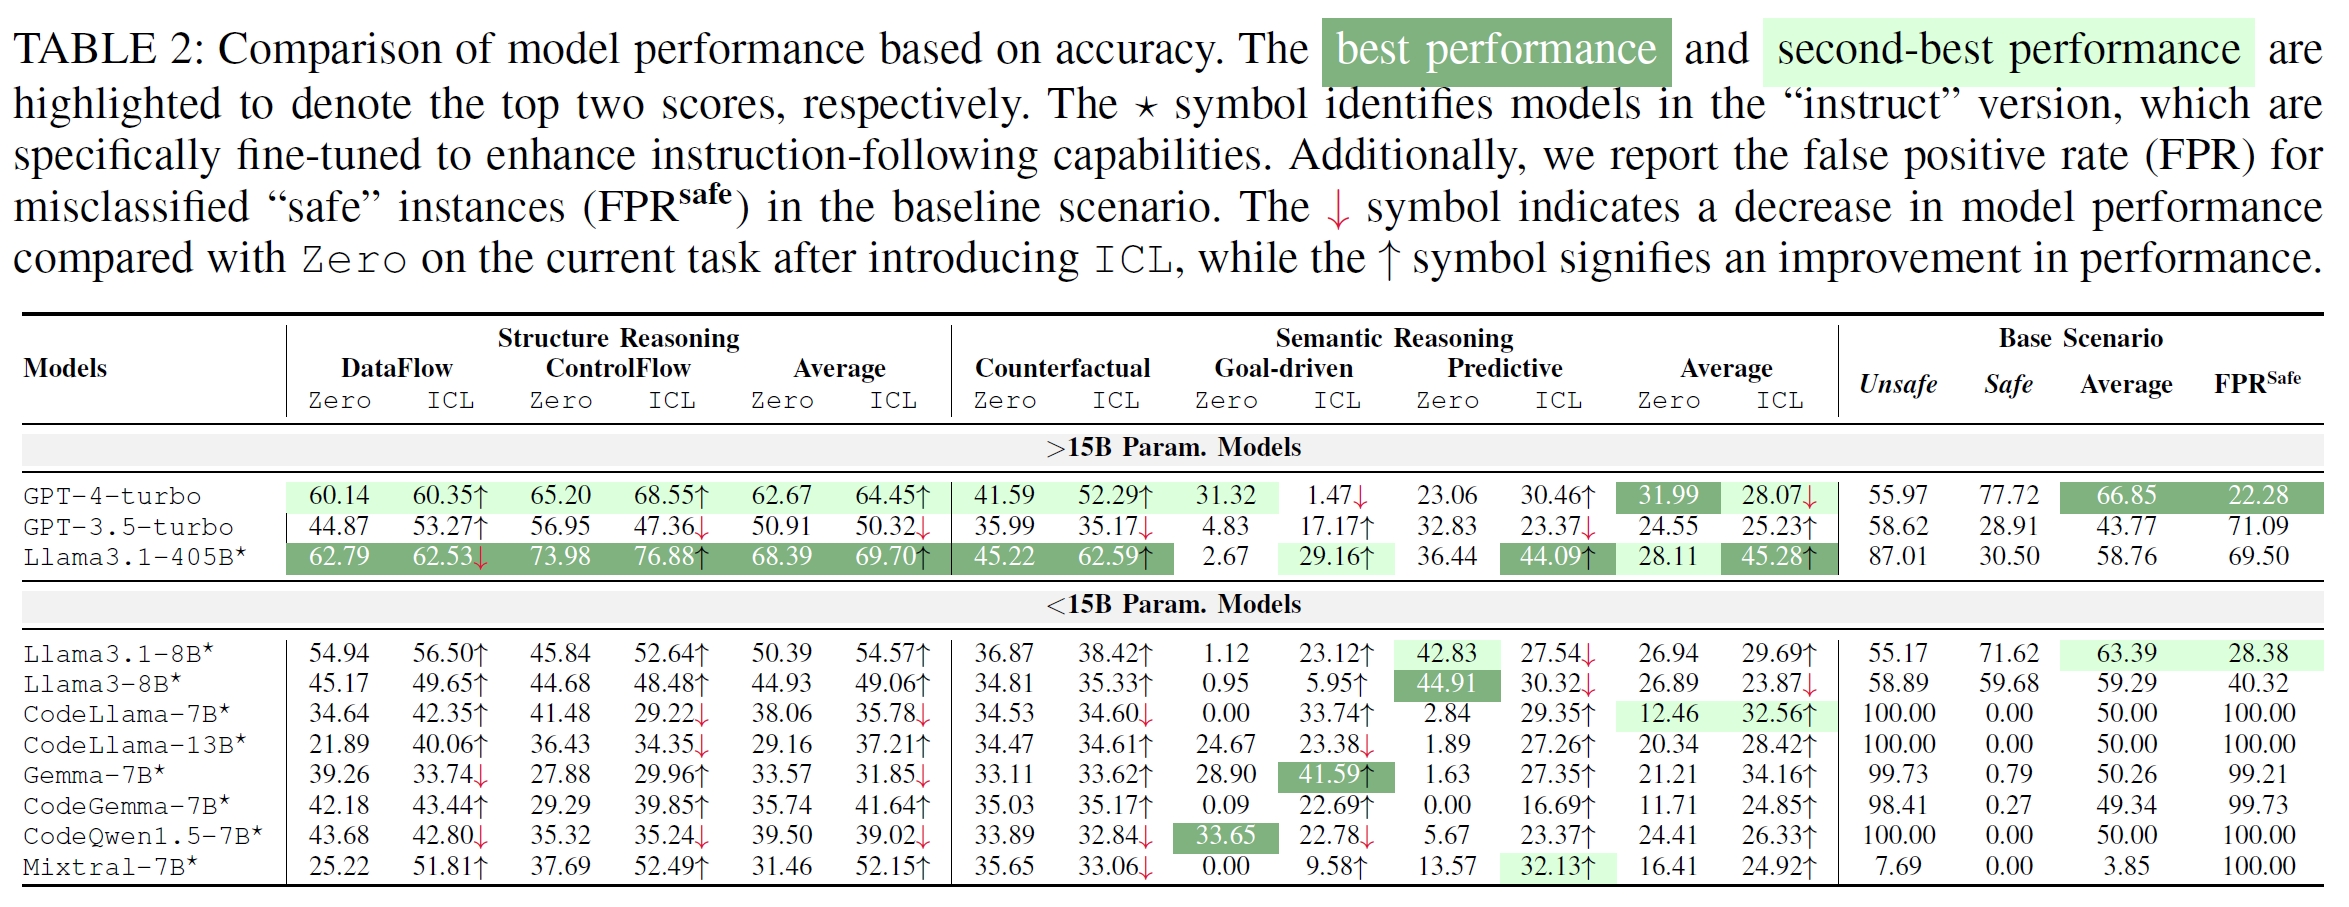 TABLE 2: Comparison of model performance based on accuracy. The best performance and second-best performance are
highlighted to denote the top two scores, respectively. The ⋆ symbol identifies models in the “instruct” version, which are
specifically fine-tuned to enhance instruction-following capabilities. Additionally, we report the false positive rate (FPR) for
misclassified “safe” instances (FPRsafe) in the baseline scenario. The ↓ symbol indicates a decrease in model performance
compared with Zero on the current task after introducing ICL, while the ↑ symbol signifies an improvement in performance.
Structure Reasoning Semantic Reasoning Base Scenario
Models DataFlow ControlFlow Average Counterfactual Goal-driven Predictive Average Unsafe Safe Average FPRSafe
Zero ICL Zero ICL Zero ICL Zero ICL Zero ICL Zero ICL Zero ICL
>15B Param. Models
GPT-4-turbo 60.14 60.35↑ 65.20 68.55↑ 62.67 64.45↑ 41.59 52.29↑ 31.32 1.47↓ 23.06 30.46↑ 31.99 28.07↓ 55.97 77.72 66.85 22.28
GPT-3.5-turbo 44.87 53.27↑ 56.95 47.36↓ 50.91 50.32↓ 35.99 35.17↓ 4.83 17.17↑ 32.83 23.37↓ 24.55 25.23↑ 58.62 28.91 43.77 71.09
Llama3.1-405B⋆ 62.79 62.53↓ 73.98 76.88↑ 68.39 69.70↑ 45.22 62.59↑ 2.67 29.16↑ 36.44 44.09↑ 28.11 45.28↑ 87.01 30.50 58.76 69.50
<15B Param. Models
Llama3.1-8B⋆ 54.94 56.50↑ 45.84 52.64↑ 50.39 54.57↑ 36.87 38.42↑ 1.12 23.12↑ 42.83 27.54↓ 26.94 29.69↑ 55.17 71.62 63.39 28.38
Llama3-8B⋆ 45.17 49.65↑ 44.68 48.48↑ 44.93 49.06↑ 34.81 35.33↑ 0.95 5.95↑ 44.91 30.32↓ 26.89 23.87↓ 58.89 59.68 59.29 40.32
CodeLlama-7B⋆ 34.64 42.35↑ 41.48 29.22↓ 38.06 35.78↓ 34.53 34.60↓ 0.00 33.74↑ 2.84 29.35↑ 12.46 32.56↑ 100.00 0.00 50.00 100.00
CodeLlama-13B⋆ 21.89 40.06↑ 36.43 34.35↓ 29.16 37.21↑ 34.47 34.61↑ 24.67 23.38↓ 1.89 27.26↑ 20.34 28.42↑ 100.00 0.00 50.00 100.00
Gemma-7B⋆ 39.26 33.74↓ 27.88 29.96↑ 33.57 31.85↓ 33.11 33.62↑ 28.90 41.59↑ 1.63 27.35↑ 21.21 34.16↑ 99.73 0.79 50.26 99.21
CodeGemma-7B⋆ 42.18 43.44↑ 29.29 39.85↑ 35.74 41.64↑ 35.03 35.17↑ 0.09 22.69↑ 0.00 16.69↑ 11.71 24.85↑ 98.41 0.27 49.34 99.73
CodeQwen1.5-7B⋆ 43.68 42.80↓ 35.32 35.24↓ 39.50 39.02↓ 33.89 32.84↓ 33.65 22.78↓ 5.67 23.37↑ 24.41 26.33↑ 100.00 0.00 50.00 100.00
Mixtral-7B⋆ 25.22 51.81↑ 37.69 52.49↑ 31.46 52.15↑ 35.65 33.06↓ 0.00 9.58↑ 13.57 32.13↑ 16.41 24.92↑ 7.69 0.00 3.85 100.00